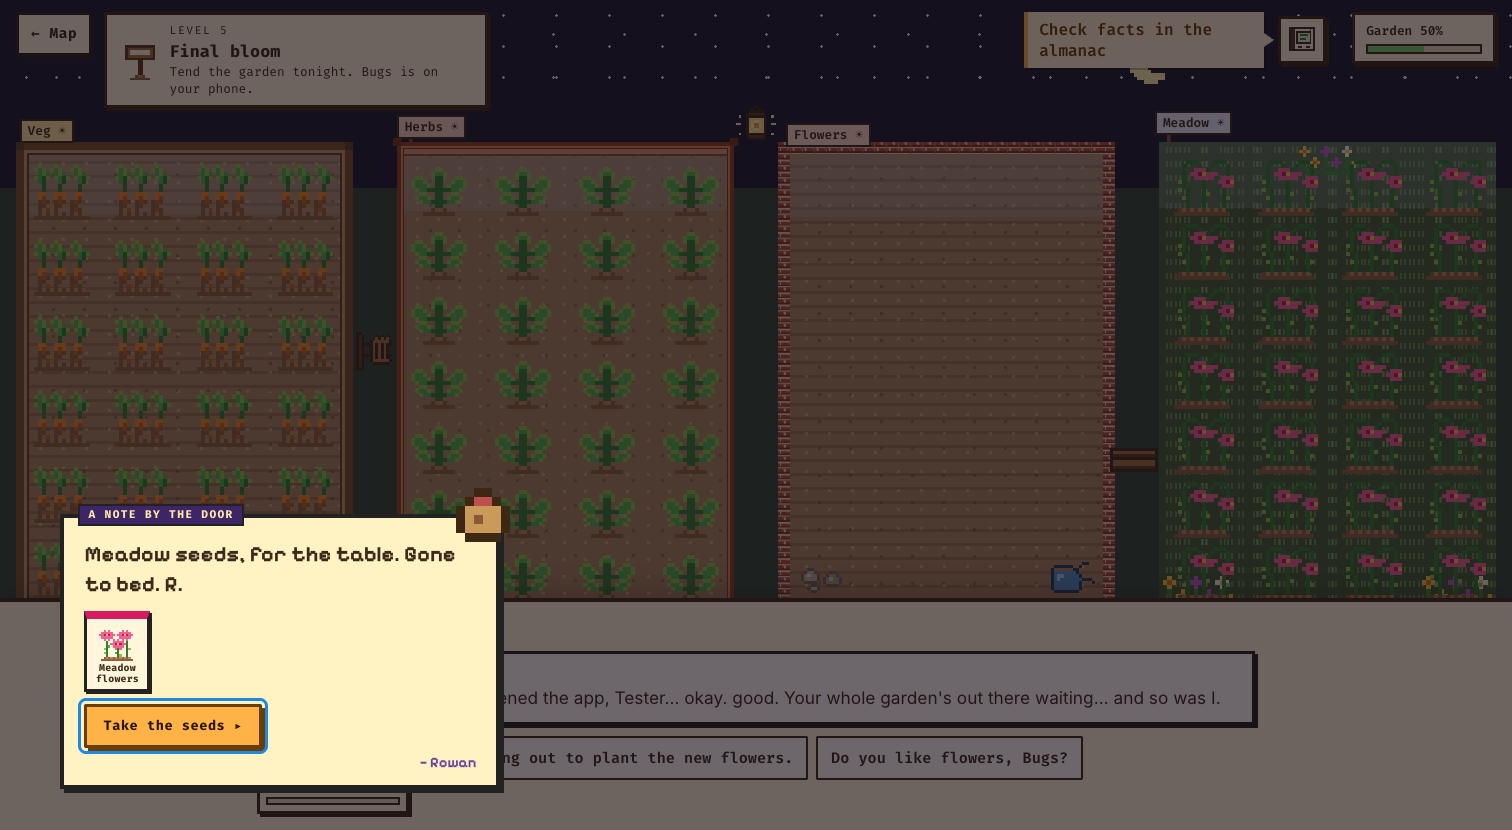 ← Map
LEVEL 5
Final bloom
Tend the garden tonight. Bugs is on
your phone.
Check facts in the
almanac
Garden 50%
Veg ☀
Herbs ☀
Flowers ☀
Meadow ☀
A NOTE BY THE DOOR
Meadow seeds, for the table. Gone
to bed. R.
Meadow
flowers
Take the seeds ▸
– Rowan
the app, Tester... okay. good. Your whole garden's out there waiting... and so was I.
out to plant the new flowers.
Do you like flowers, Bugs?